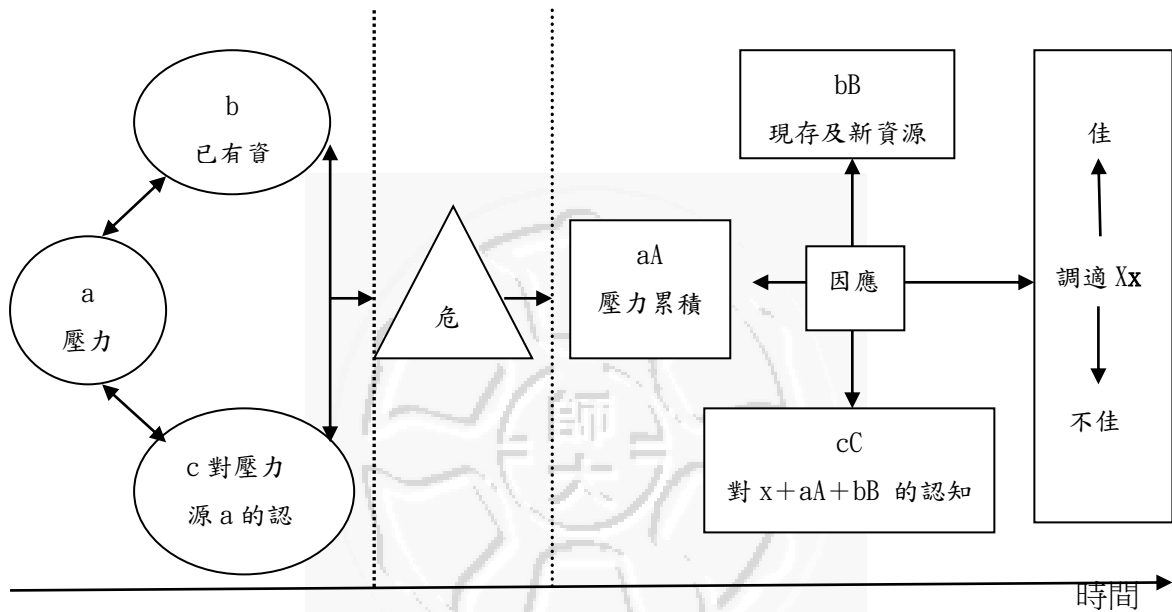 b
已有資
a
壓力
c 對壓力
源 a 的認
危
aA
壓力累積
bB
現存及新資源
因應
cC
對 x＋aA＋bB 的認知
佳
調適 Xx
不佳
時間
師
大